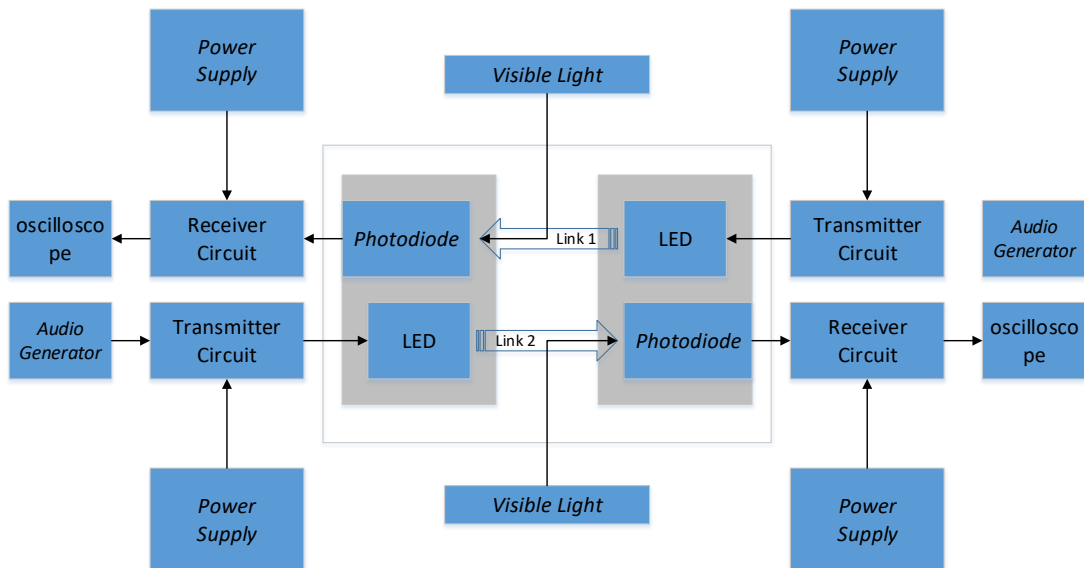 Power
Supply
Visible Light
Power
Supply
oscillosco
pe
Receiver
Circuit
Photodiode
Link 1
LED
Transmitter
Circuit
Audio
Generator
Audio
Generator
Transmitter
Circuit
LED
Link 2
Photodiode
Receiver
Circuit
oscillosco
pe
Power
Supply
Visible Light
Power
Supply